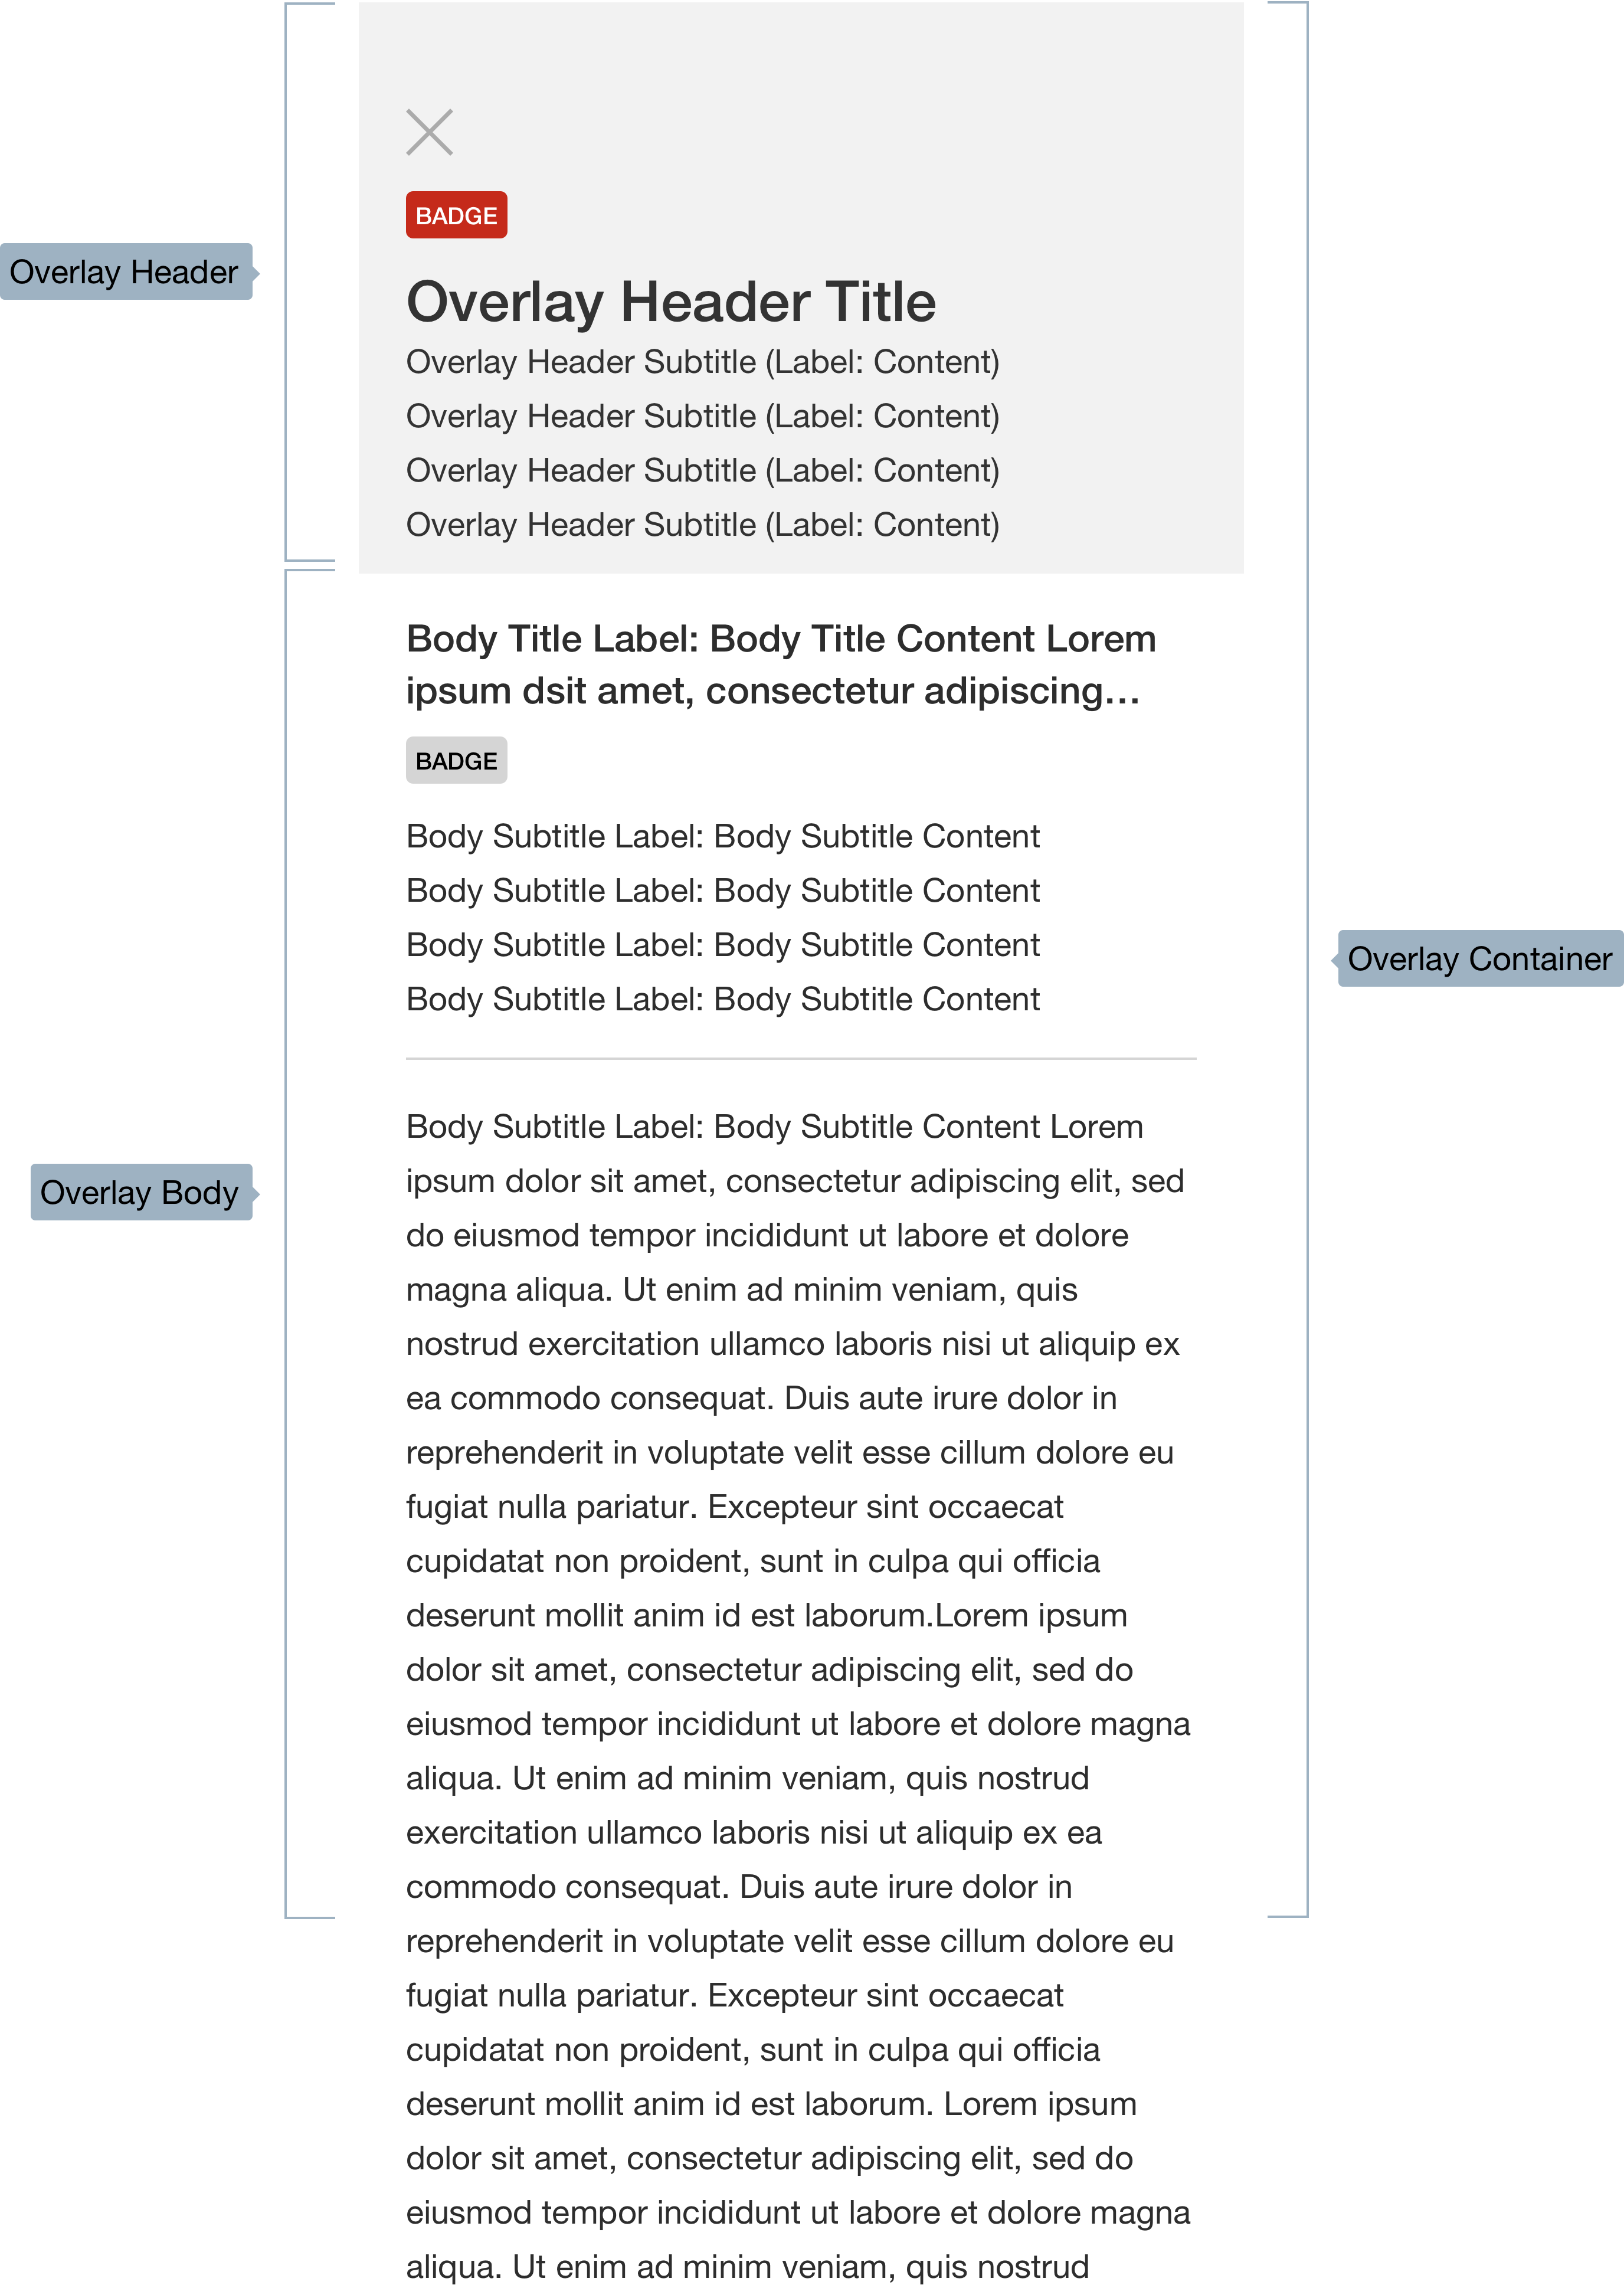 BADGE
Overlay Header
Overlay Header Title
Overlay Header Subtitle (Label: Content)
Overlay Header Subtitle (Label: Content)
Overlay Header Subtitle (Label: Content)
Overlay Header Subtitle (Label: Content)
Body Title Label: Body Title Content Lorem
ipsum dsit amet, consectetur adipiscing...
BADGE
Body Subtitle Label: Body Subtitle Content
Body Subtitle Label: Body Subtitle Content
Body Subtitle Label: Body Subtitle Content
Overlay Container
Body Subtitle Label: Body Subtitle Content
Body Subtitle Label: Body Subtitle Content Lorem
ipsum dolor sit amet, consectetur adipiscing elit, sed
Overlay Body
do eiusmod tempor incididunt ut labore et dolore
magna aliqua. Ut enim ad minim veniam, quis
nostrud exercitation ullamco laboris nisi ut aliquip ex
ea commodo consequat. Duis aute irure dolor in
reprehenderit in voluptate velit esse cillum dolore eu
fugiat nulla pariatur. Excepteur sint occaecat
cupidatat non proident, sunt in culpa qui officia
deserunt mollit anim id est laborum.Lorem ipsum
dolor sit amet, consectetur adipiscing elit, sed do
eiusmod tempor incididunt ut labore et dolore magna
aliqua. Ut enim ad minim veniam, quis nostrud
exercitation ullamco laboris nisi ut aliquip ex ea
commodo consequat. Duis aute irure dolor in
reprehenderit in voluptate velit esse cillum dolore eu
fugiat nulla pariatur. Excepteur sint occaecat
cupidatat non proident, sunt in culpa qui officia
deserunt mollit anim id est laborum. Lorem ipsum
dolor sit amet, consectetur adipiscing elit, sed do
eiusmod tempor incididunt ut labore et dolore magna
aliqua. Ut enim ad minim veniam, quis nostrud